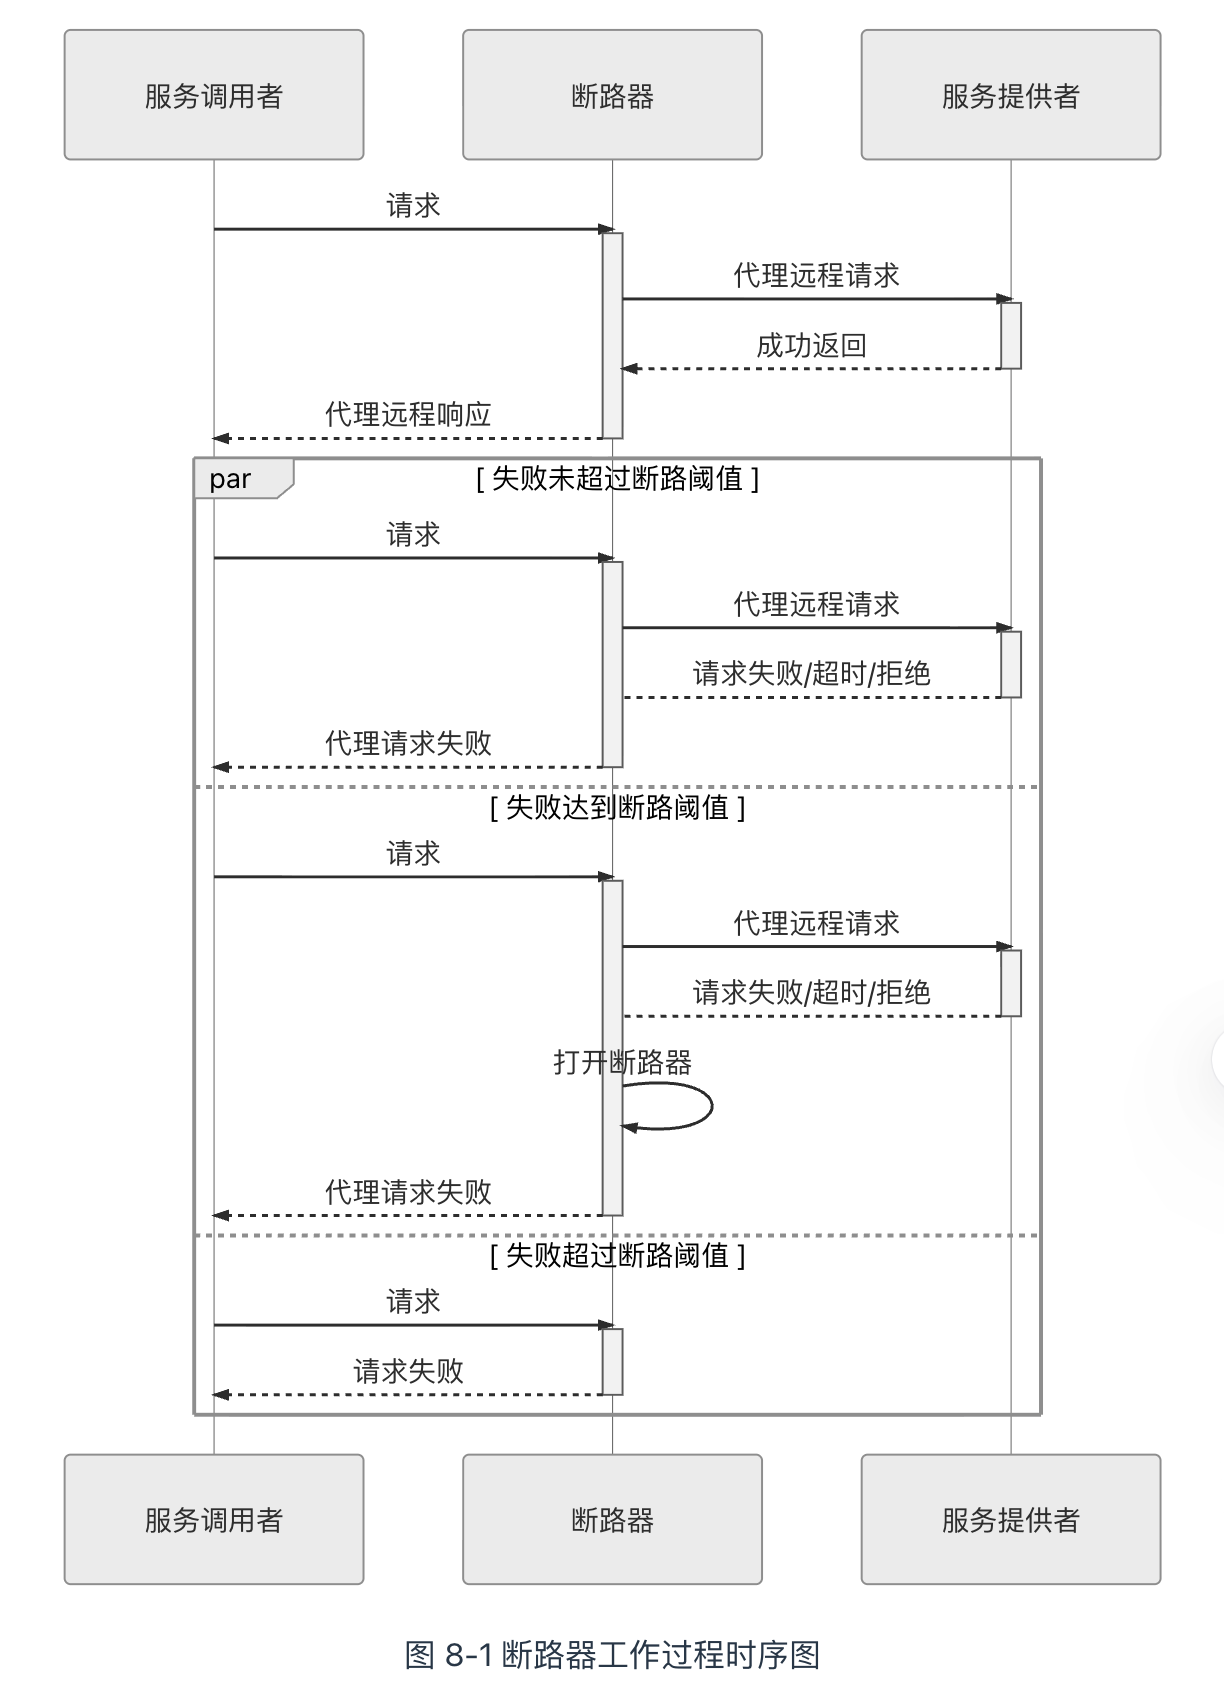 服务调用者
断路器
服务提供者
请求
代理远程请求
成功返回
代理远程响应
par
[ 失败未超过断路阈值 ]
请求
代理远程请求
请求失败/超时/拒绝
代理请求失败
[ 失败达到断路阈值 ]
请求
代理远程请求
请求失败/超时/拒绝
打开断路器
代理请求失败
[ 失败超过断路阈值 ]
请求
请求失败
服务调用者
断路器
服务提供者
图 8-1 断路器工作过程时序图